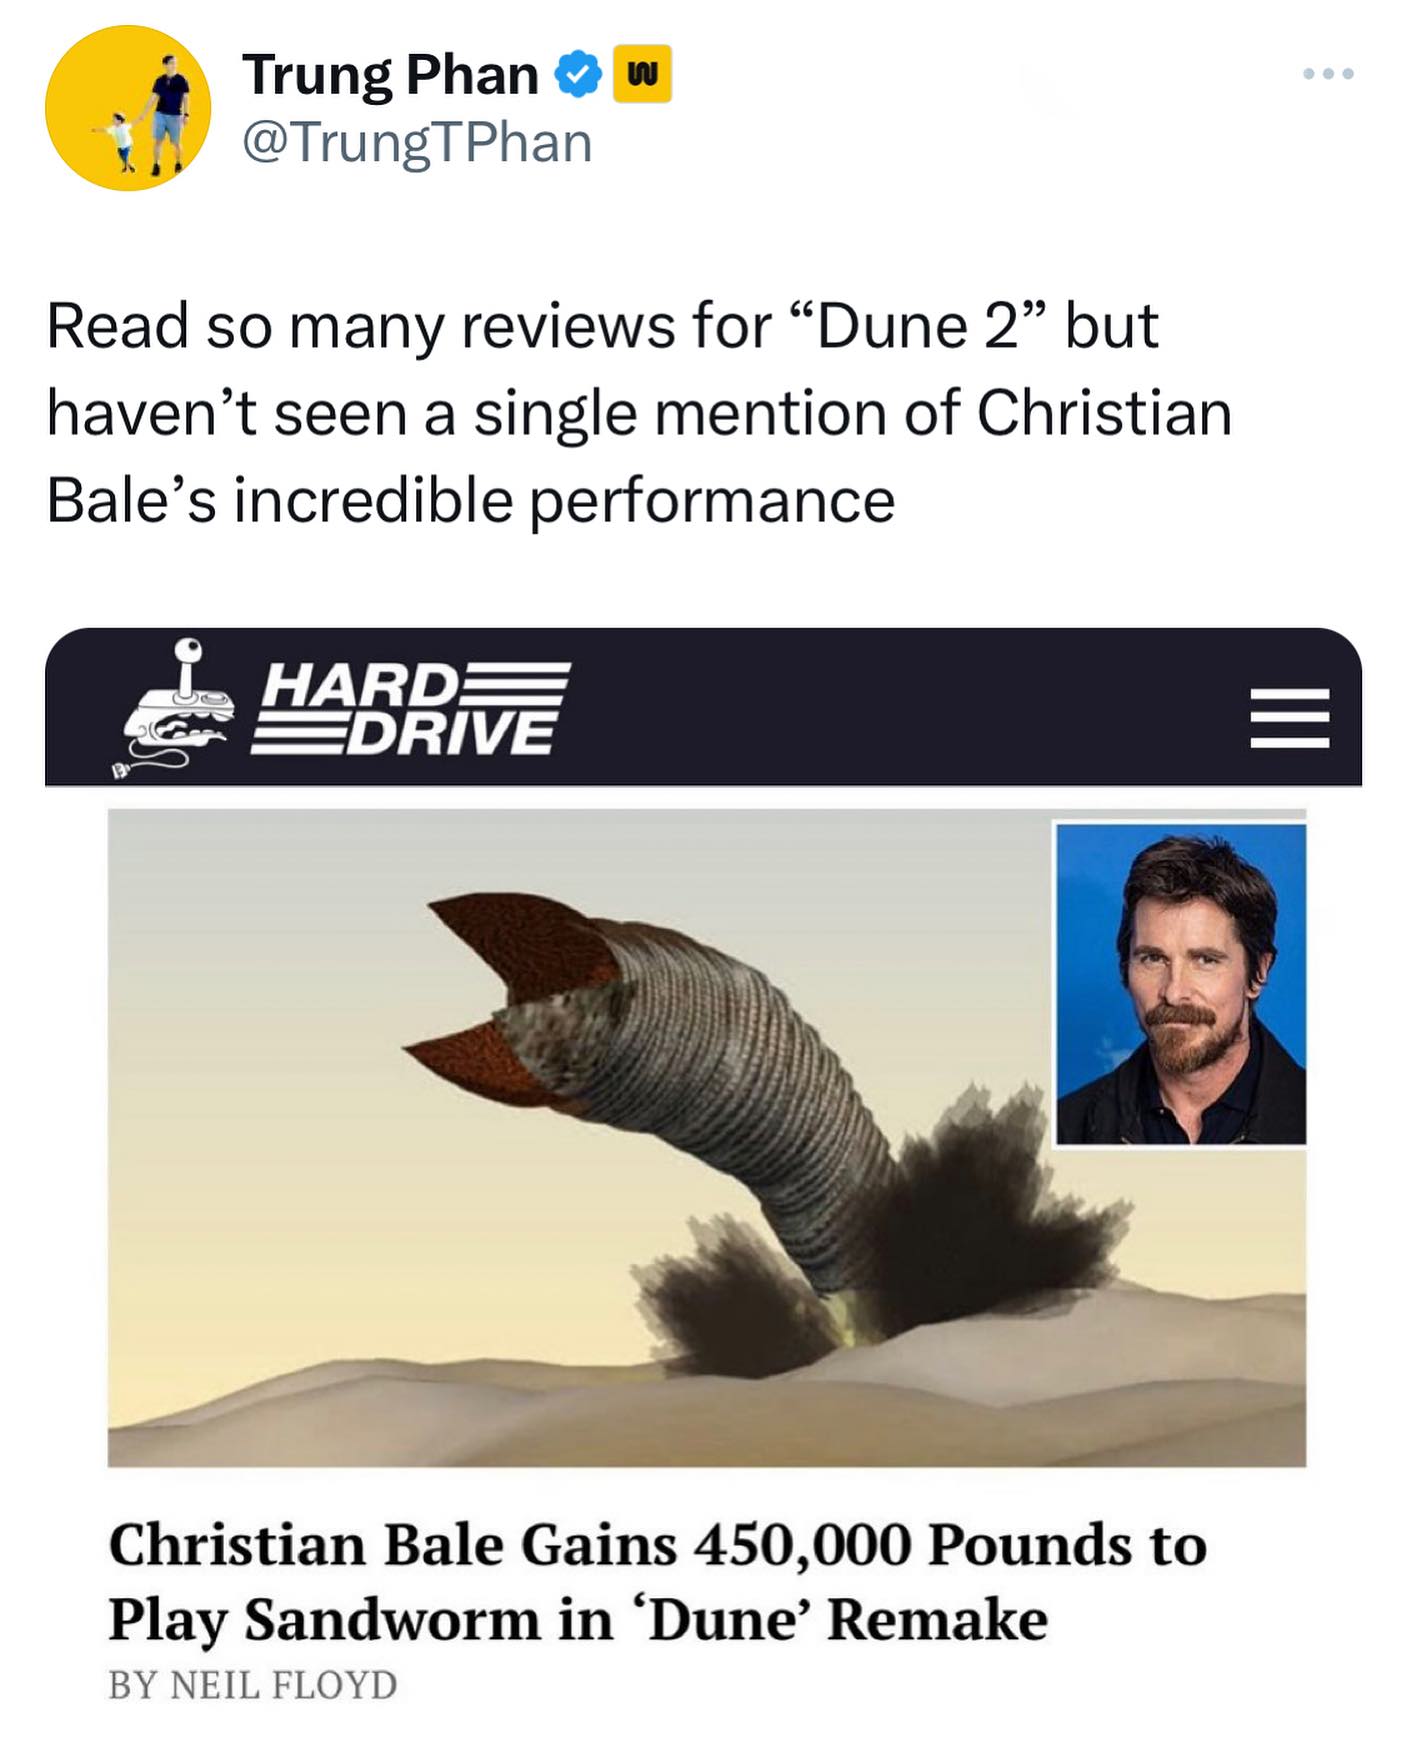 Trung Phan
@TrungTPhan
Read so many reviews for “Dune 2” but
haven’t seen a single mention of Christian
Bale’s incredible performance
HARD
DRIVE
Christian Bale Gains 450,000 Pounds to
Play Sandworm in ‘Dune’ Remake
BY NEIL FLOYD